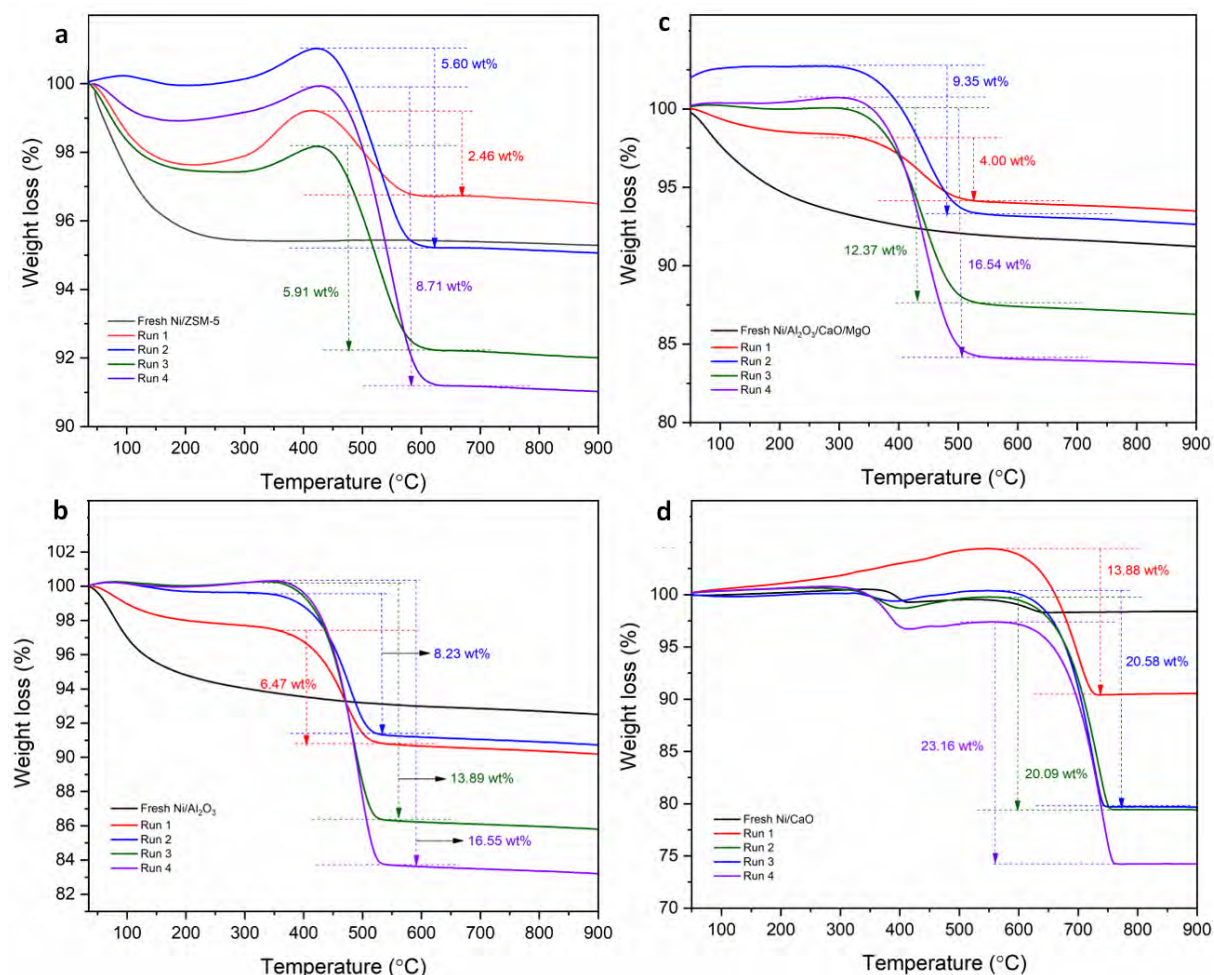 a
Weight loss (%)
100
98
96
94
92
90
5.60 wt%
2.46 wt%
8.71 wt%
5.91 wt%
Fresh Ni/ZSM-5
Run 1
Run 2
Run 3
Run 4
100 200 300 400 500 600 700 800 900
Temperature (°C)
c
Weight loss (%)
100
95
90
85
80
9.35 wt%
4.00 wt%
12.37 wt%
16.54 wt%
Fresh Ni/Al₂O₃/CaO/MgO
Run 1
Run 2
Run 3
Run 4
100 200 300 400 500 600 700 800 900
Temperature (°C)
b
Weight loss (%)
102
100
98
96
94
92
90
88
86
84
82
8.23 wt%
6.47 wt%
13.89 wt%
16.55 wt%
Fresh Ni/Al₂O₃
Run 1
Run 2
Run 3
Run 4
100 200 300 400 500 600 700 800 900
Temperature (°C)
d
Weight loss (%)
100
95
90
85
80
75
70
13.88 wt%
20.58 wt%
23.16 wt%
20.09 wt%
Fresh Ni/CaO
Run 1
Run 2
Run 3
Run 4
100 200 300 400 500 600 700 800 900
Temperature (°C)